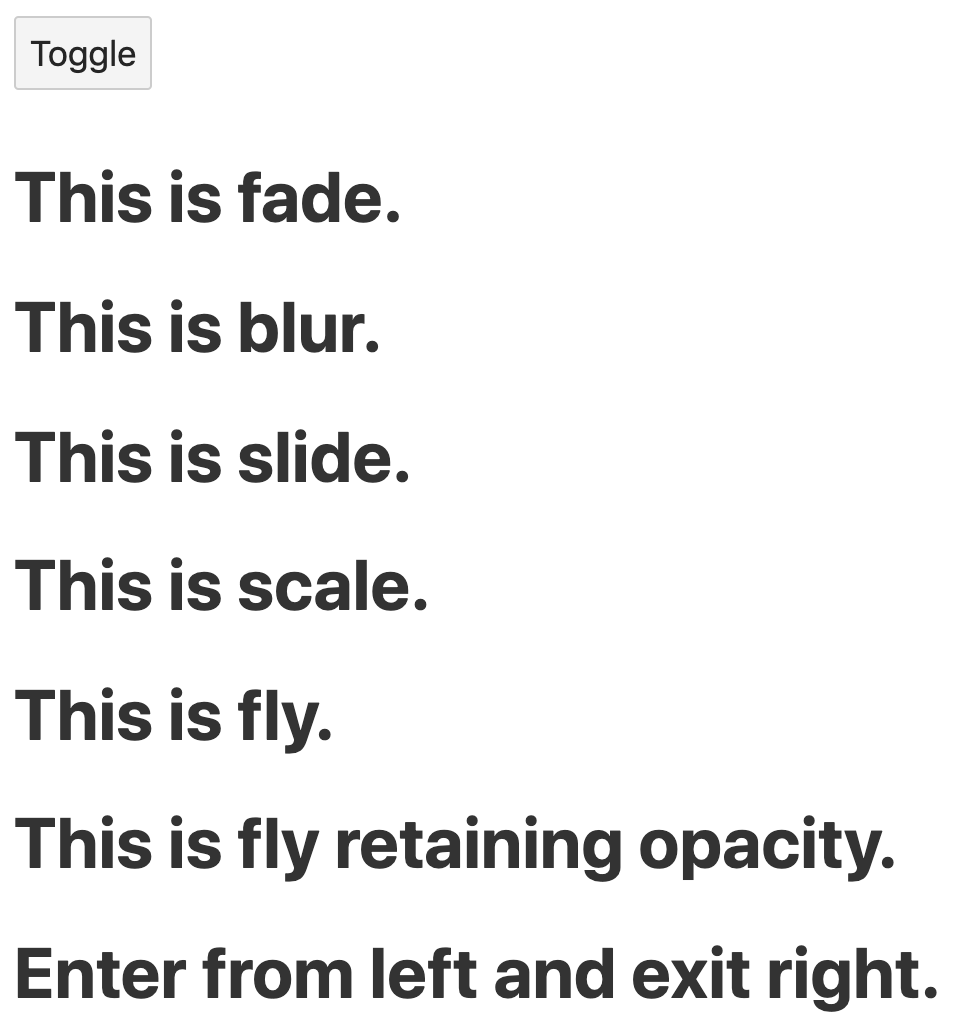 Toggle
This is fade.
This is blur.
This is slide.
This is scale.
This is fly.
This is fly retaining opacity.
Enter from left and exit right.